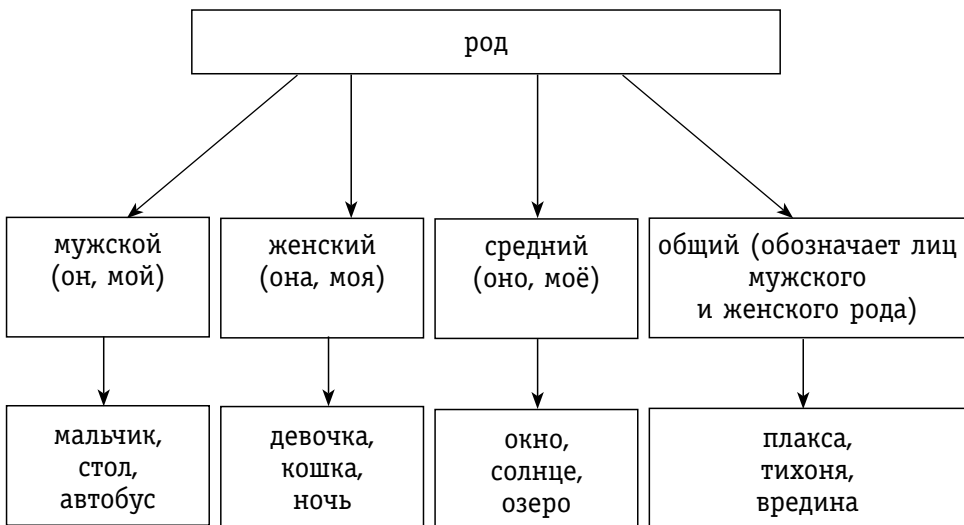 род
мужской
(он, мой)
женский
(она, моя)
средний
(оно, моё)
общий (обозначает лиц
мужского
и женского рода)
мальчик,
стол,
автобус
девочка,
кошка,
ночь
окно,
солнце,
озеро
плакса,
тихоня,
вредина